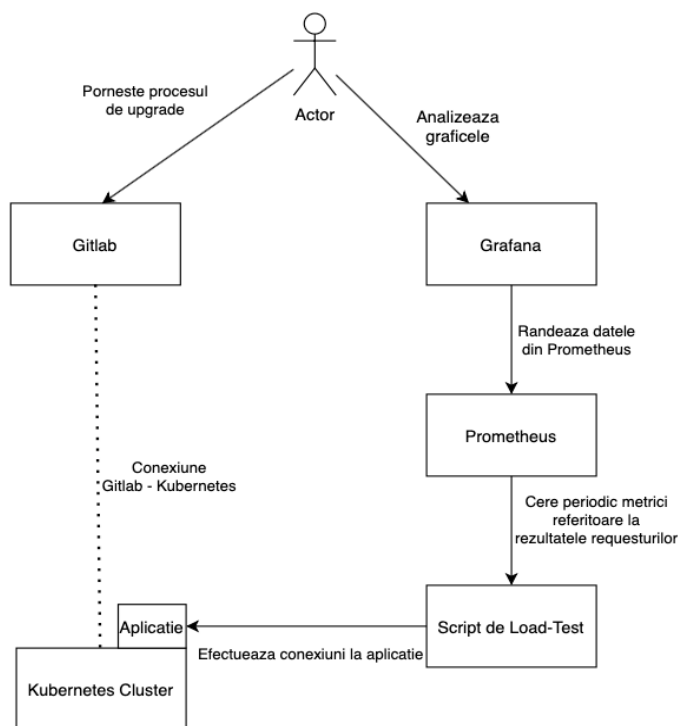 Porneste procesul
de upgrade
Actor
Analizeaza
graficele
Gitlab
Grafana
Randeaza datele
din Prometheus
Prometheus
Conexiune
Gitlab - Kubernetes
Cere periodic metrici
referitoare la
rezultatele requesturilor
Aplicatie
Script de Load-Test
Efectueaza conexiuni la aplicatie
Kubernetes Cluster